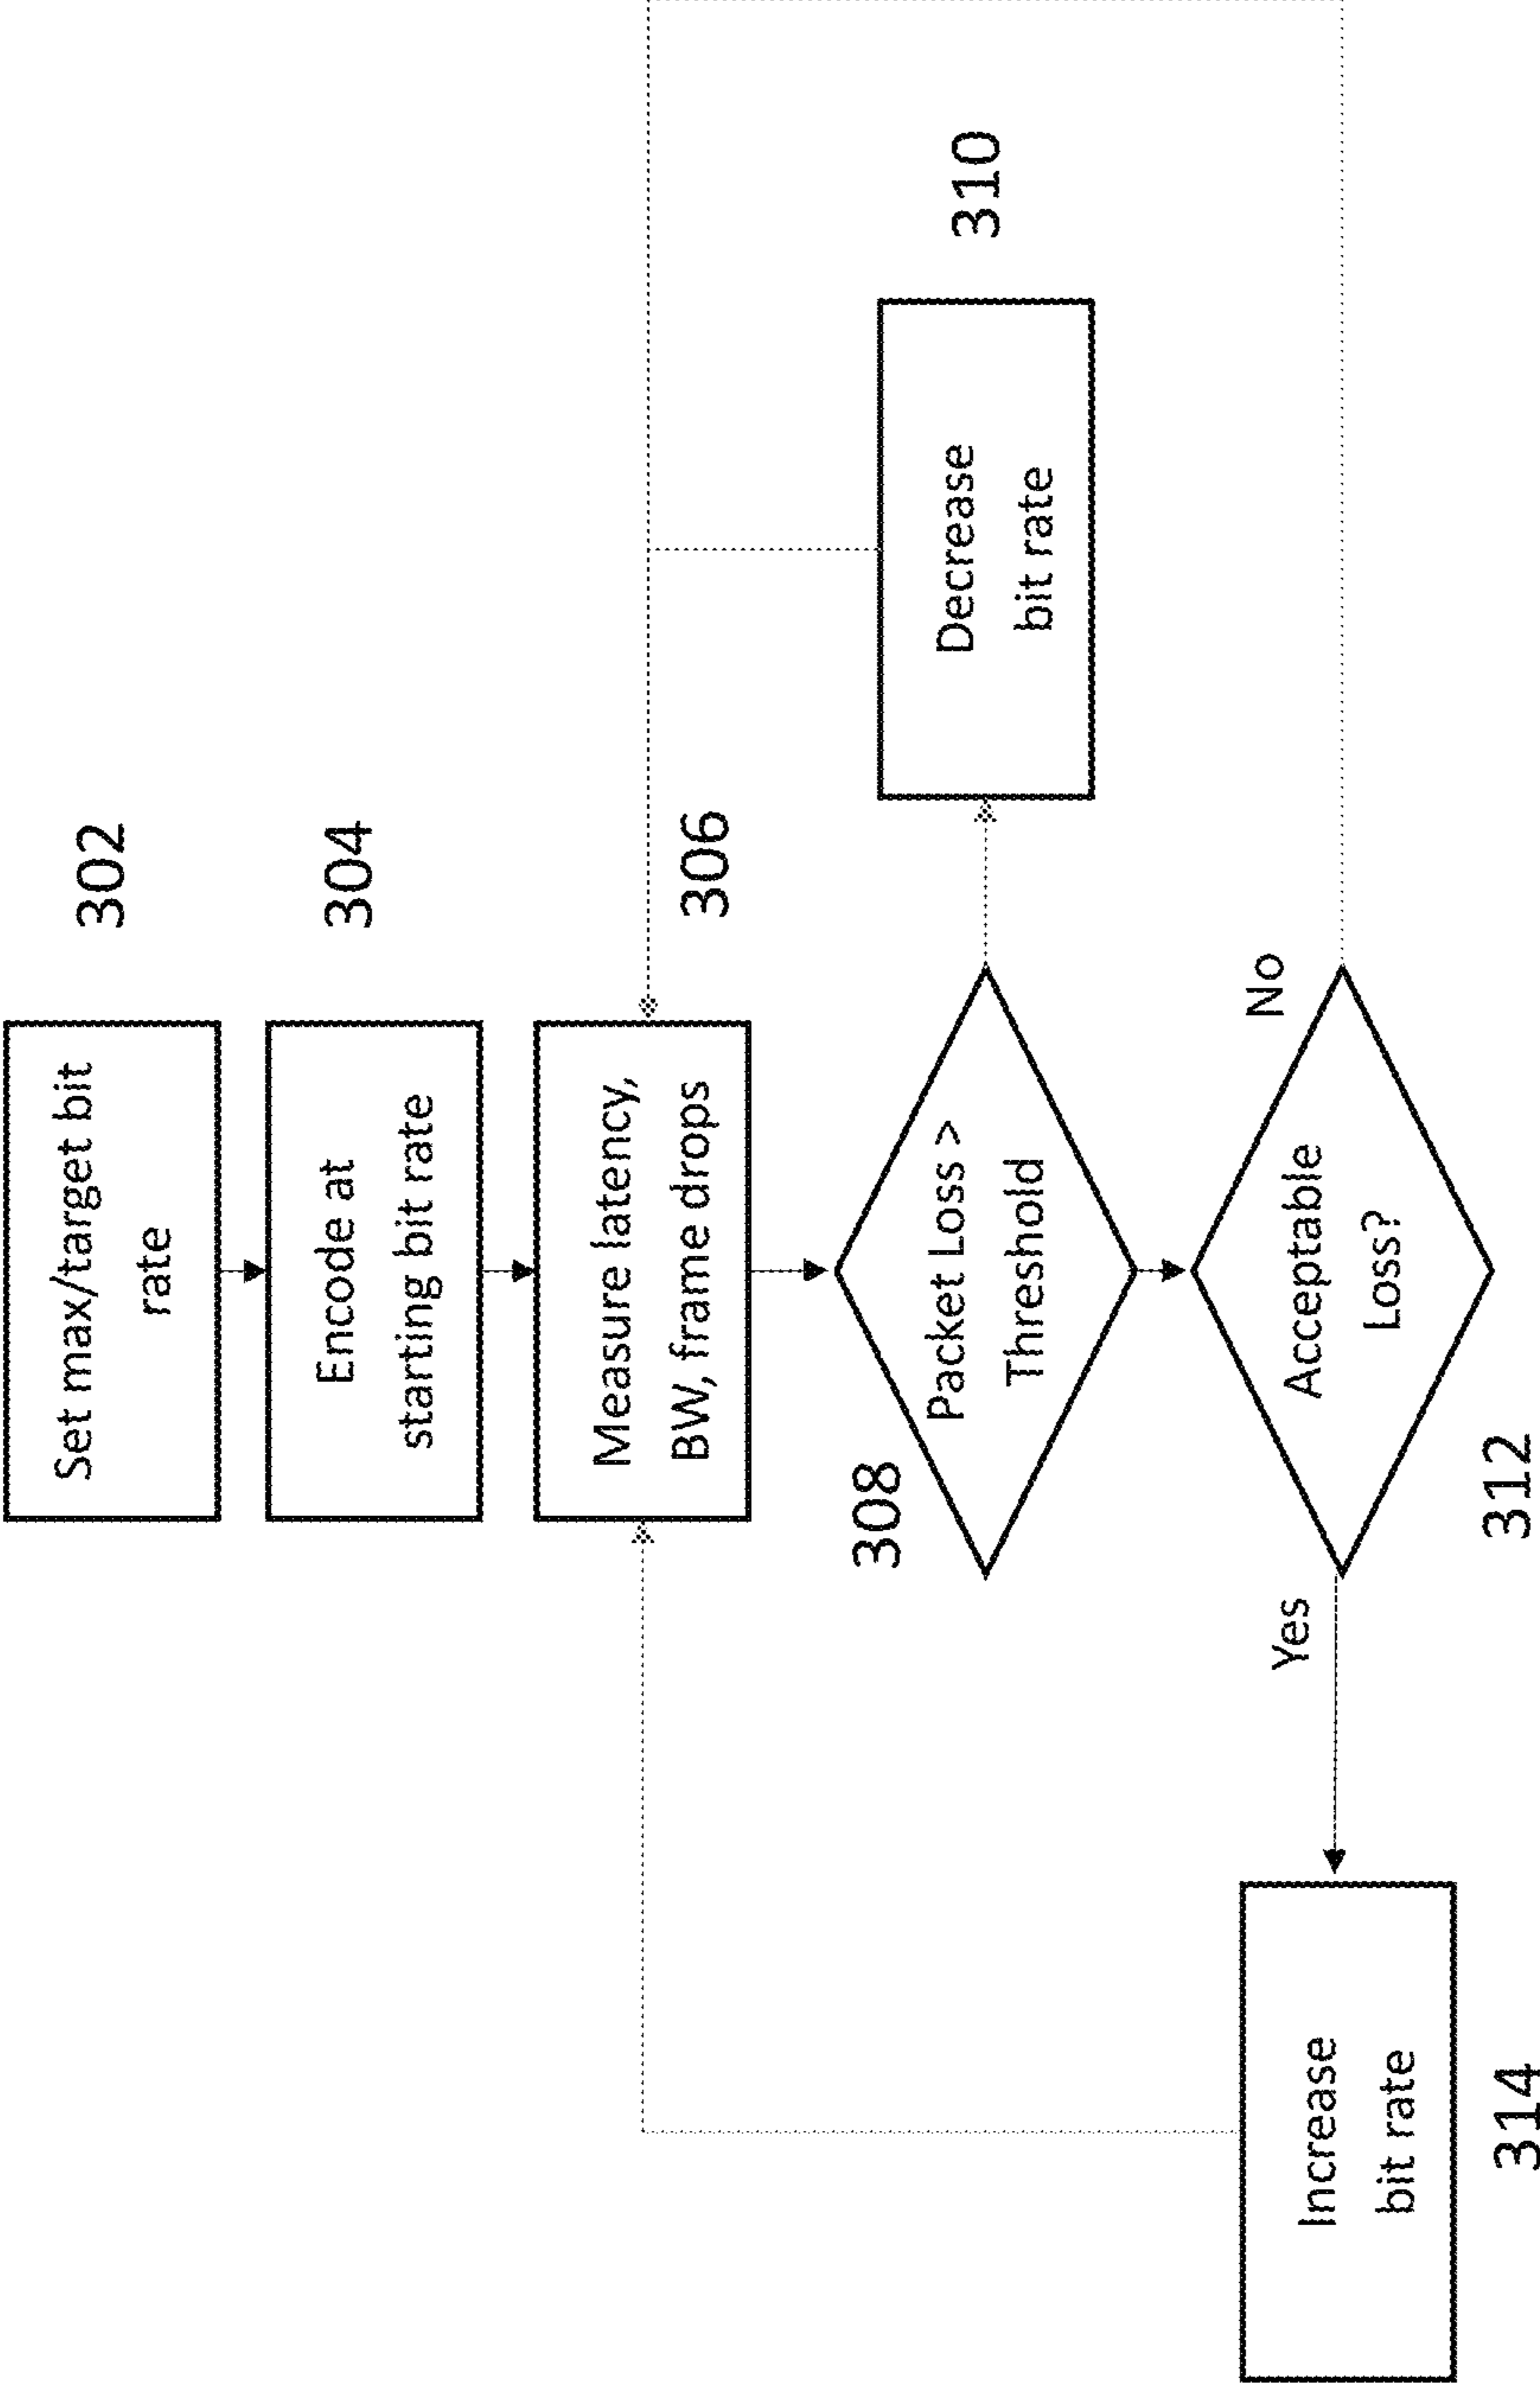 Set max/target bit
rate
302
Encode at
starting bit rate
304
Measure latency,
BW, frame drops
306
308
Packet Loss >
Threshold
Decrease
bit rate
310
Acceptable
Loss?
312
No
Yes
Increase
bit rate
314